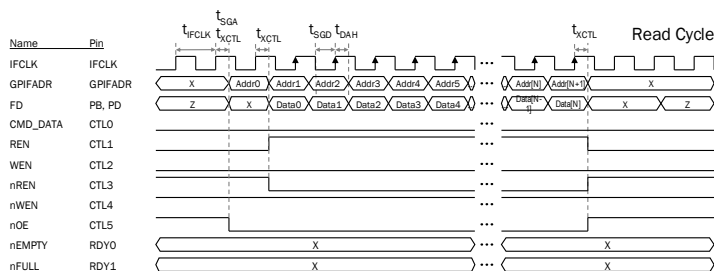 Read Cycle
tIFCLK tSGA tXCTL tXCTL tSGD tDAH tXCTL
Name Pin
IFCLK IFCLK •••
GPIFADR GPIFADR X Addr0 Addr1 Addr2 Addr3 Addr4 Addr5 ••• Addr[N] Addr[N+1] X
FD PB, PD Z X Data0 Data1 Data2 Data3 Data4 ••• Data[N-1] Data[N] X Z
CMD_DATA CTL0 •••
REN CTL1 •••
WEN CTL2 •••
nREN CTL3 •••
nWEN CTL4 •••
nOE CTL5 •••
nEMPTY RDY0 X ••• X
nFULL RDY1 X ••• X